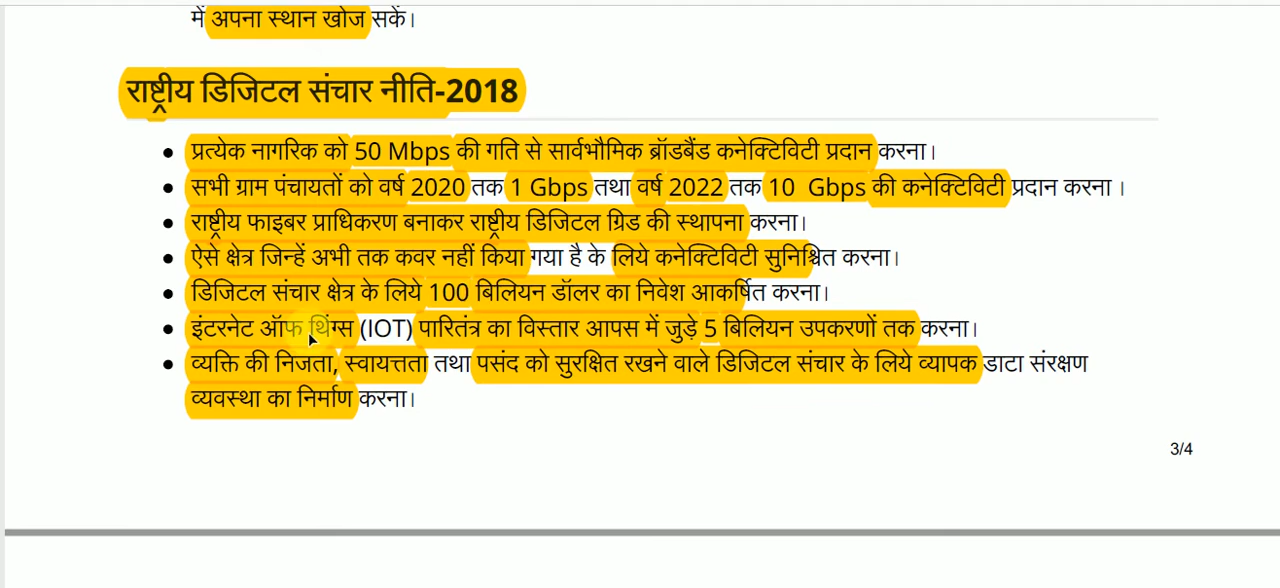 में अपना स्थान खोज सकें।
राष्ट्रीय डिजिटल संचार नीति-2018
• प्रत्येक नागरिक को 50 Mbps की गति से सार्वभौमिक ब्रॉडबैंड कनेक्टिविटी प्रदान करना।
• सभी ग्राम पंचायतों को वर्ष 2020 तक 1 Gbps तथा वर्ष 2022 तक 10 Gbps की कनेक्टिविटी प्रदान करना ।
• राष्ट्रीय फाइबर प्राधिकरण बनाकर राष्ट्रीय डिजिटल ग्रिड की स्थापना करना।
• ऐसे क्षेत्र जिन्हें अभी तक कवर नहीं किया गया है के लिये कनेक्टिविटी सुनिश्चित करना।
• डिजिटल संचार क्षेत्र के लिये 100 बिलियन डॉलर का निवेश आकर्षित करना।
• इंटरनेट ऑफ थिंग्स (IOT) पारितंत्र का विस्तार आपस में जुड़े 5 बिलियन उपकरणों तक करना।
• व्यक्ति की निजता, स्वायत्तता तथा पसंद को सुरक्षित रखने वाले डिजिटल संचार के लिये व्यापक डाटा संरक्षण
व्यवस्था का निर्माण करना।
3/4